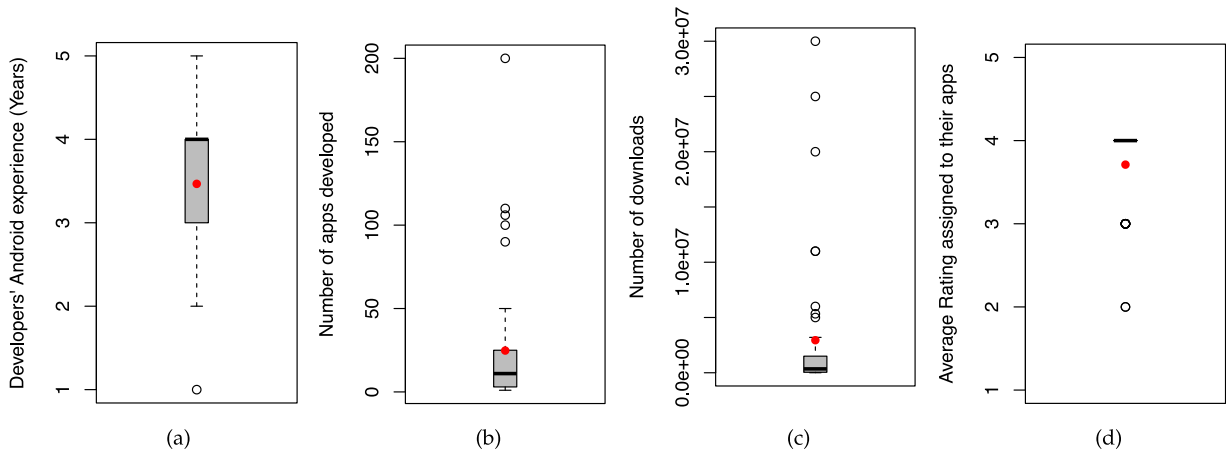 Developers' Android experience (Years)
5
4
3
2
1
(a)
Number of apps developed
200
150
100
50
0
(b)
Number of downloads
3.0e+07
2.0e+07
1.0e+07
0.0e+00
(c)
Average Rating assigned to their apps
5
4
3
2
1
(d)